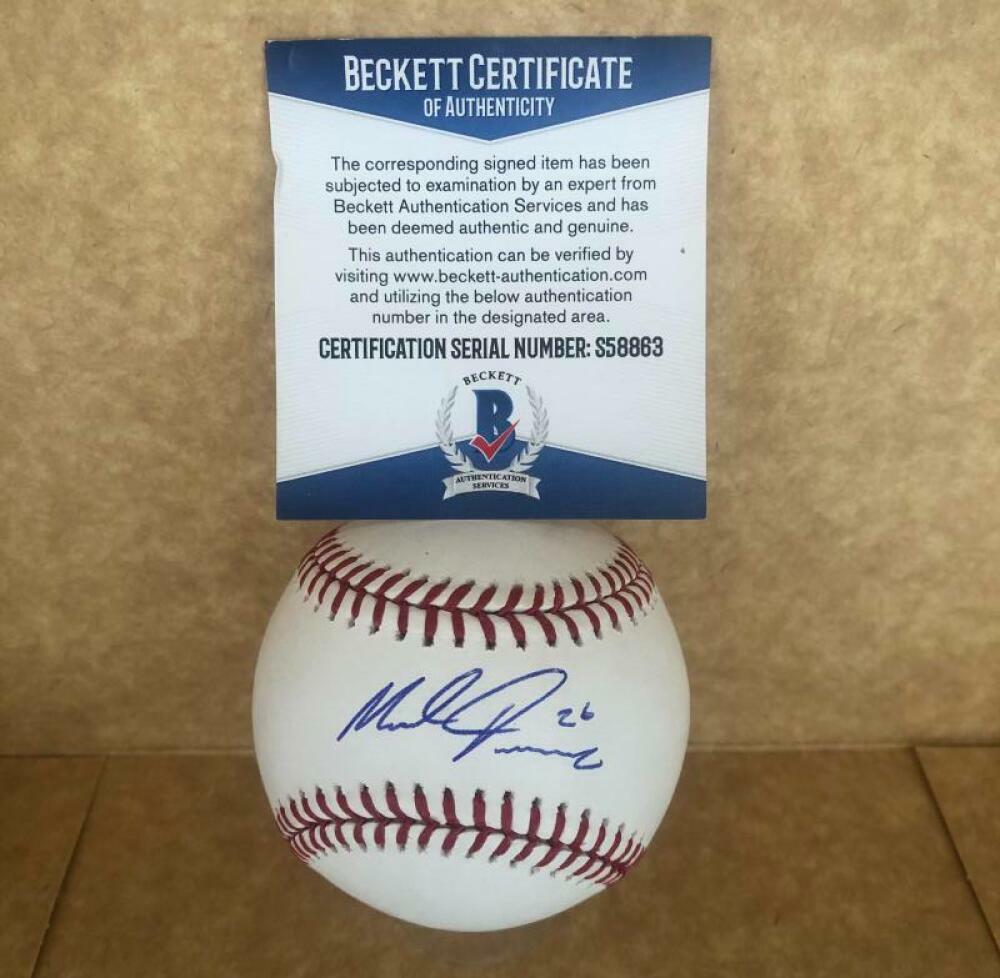 BECKETT CERTIFICATE
OF AUTHENTICITY
The corresponding signed item has been
subjected to examination by an expert from
Beckett Authentication Services and has
been deemed authentic and genuine.
This authentication can be verified by
visiting www.beckett-authentication.com
and utilizing the below authentication
number in the designated area.
CERTIFICATION SERIAL NUMBER: S58863
BECKETT
B
AUTHENTICATION
SERVICES
26